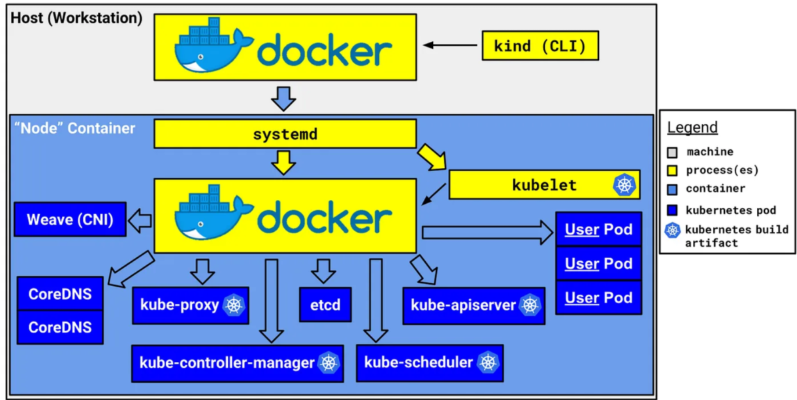 Host (Workstation)
docker
kind (CLI)
“Node” Container
systemd
kubelet
docker
Weave (CNI)
User Pod
User Pod
User Pod
CoreDNS
CoreDNS
kube-proxy
etcd
kube-apiserver
kube-controller-manager
kube-scheduler
Legend
machine
process(es)
container
kubernetes pod
kubernetes build
artifact